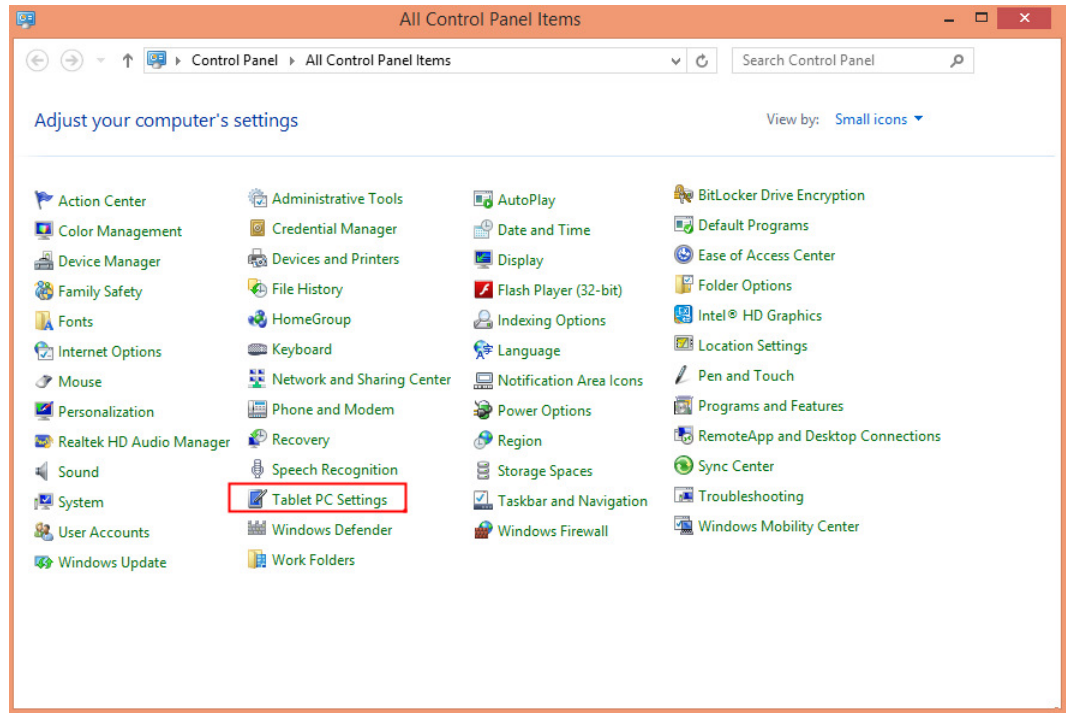 All Control Panel Items
Control Panel All Control Panel Items Search Control Panel
Adjust your computer's settings View by: Small icons
Action Center Administrative Tools AutoPlay BitLocker Drive Encryption
Color Management Credential Manager Date and Time Default Programs
Device Manager Devices and Printers Display Ease of Access Center
Family Safety File History Flash Player (32-bit) Folder Options
Fonts HomeGroup Indexing Options Intel® HD Graphics
Internet Options Keyboard Language Location Settings
Mouse Network and Sharing Center Notification Area Icons Pen and Touch
Personalization Phone and Modem Power Options Programs and Features
Realtek HD Audio Manager Recovery Region RemoteApp and Desktop Connections
Sound Speech Recognition Storage Spaces Sync Center
System Tablet PC Settings Taskbar and Navigation Troubleshooting
User Accounts Windows Defender Windows Firewall Windows Mobility Center
Windows Update Work Folders